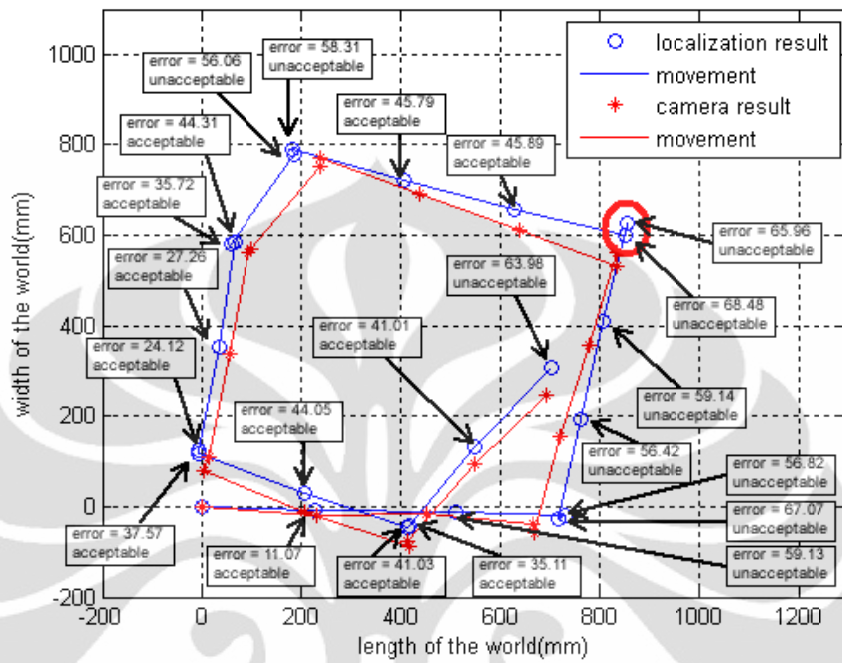 1000
800
600
400
200
0
-200
-200
0
200
400
600
800
1000
1200
width of the world(mm)
length of the world(mm)
localization result
movement
camera result
movement
error = 58.31
unacceptable
error = 56.06
unacceptable
error = 45.79
acceptable
error = 44.31
acceptable
error = 45.89
acceptable
error = 35.72
acceptable
error = 65.96
unacceptable
error = 27.26
acceptable
error = 63.98
unacceptable
error = 68.48
unacceptable
error = 41.01
acceptable
error = 24.12
acceptable
error = 59.14
unacceptable
error = 44.05
acceptable
error = 56.42
unacceptable
error = 56.82
unacceptable
error = 67.07
unacceptable
error = 37.57
acceptable
error = 11.07
acceptable
error = 41.03
acceptable
error = 35.11
acceptable
error = 59.13
unacceptable